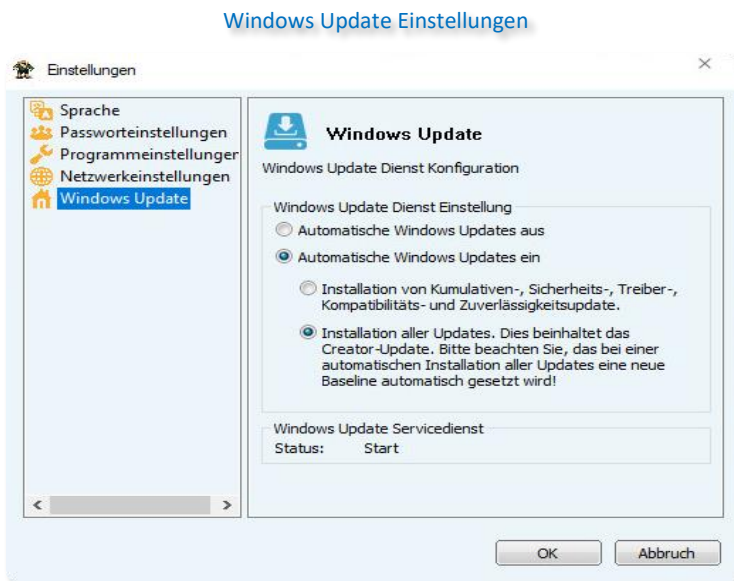 Windows Update Einstellungen
Einstellungen
Sprache
Passworteinstellungen
Programmeinstellunger
Netzwerkeinstellungen
Windows Update
Windows Update
Windows Update Dienst Konfiguration
Windows Update Dienst Einstellung
Automatische Windows Updates aus
Automatische Windows Updates ein
Installation von Kumulativen-, Sicherheits-, Treiber-,
Kompatibilitäts- und Zuverlässigkeitsupdate.
Installation aller Updates. Dies beinhaltet das
Creator-Update. Bitte beachten Sie, das bei einer
automatischen Installation aller Updates eine neue
Baseline automatisch gesetzt wird!
Windows Update Servicedienst
Status: Start
OK Abbruch